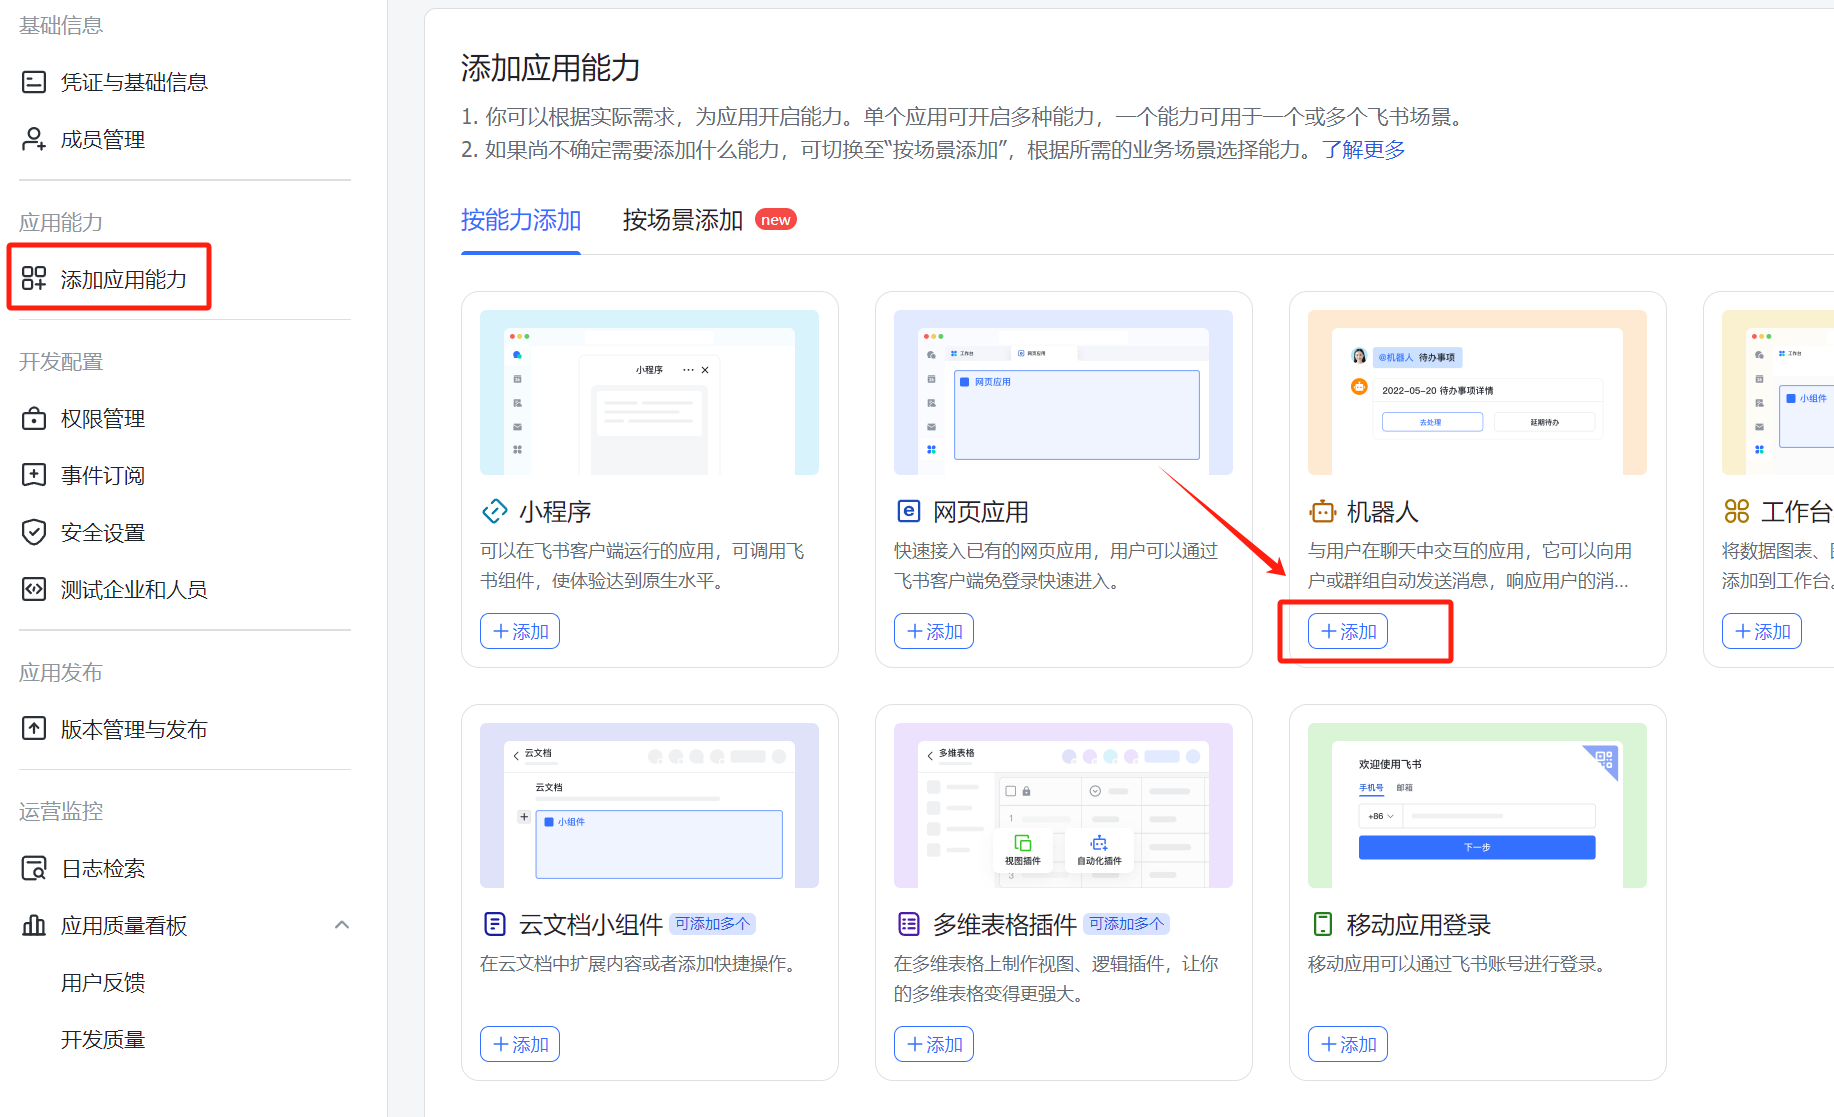 基础信息
凭证与基础信息
成员管理
应用能力
添加应用能力
开发配置
权限管理
事件订阅
安全设置
测试企业和人员
应用发布
版本管理与发布
运营监控
日志检索
应用质量看板
用户反馈
开发质量
添加应用能力
1. 你可以根据实际需求，为应用开启能力。单个应用可开启多种能力，一个能力可用于一个或多个飞书场景。
2. 如果尚不确定需要添加什么能力，可切换至“按场景添加”，根据所需的业务场景选择能力。了解更多
按能力添加 按场景添加 new
小程序
小程序
可以在飞书客户端运行的应用，可调用飞
书组件，使体验达到原生水平。
+ 添加
工作台 网页应用
网页应用
网页应用
快速接入已有的网页应用，用户可以通过
飞书客户端免登录快速进入。
+ 添加
@机器人 待办事项
2022-05-20 待办事项详情
去处理 延期待办
机器人
与用户在聊天中交互的应用，它可以向用
户或群组自动发送消息，响应用户的消...
+ 添加
工作台
小组件
工作台
将数据图表、
添加到工作台。
+ 添加
云文档
云文档
小组件
云文档小组件 可添加多个
在云文档中扩展内容或者添加快捷操作。
+ 添加
多维表格
1
视图插件 自动化插件
3
多维表格插件 可添加多个
在多维表格上制作视图、逻辑插件，让你
的多维表格变得更强大。
+ 添加
欢迎使用飞书
手机号 邮箱
+86
下一步
移动应用登录
移动应用可以通过飞书账号进行登录。
+ 添加